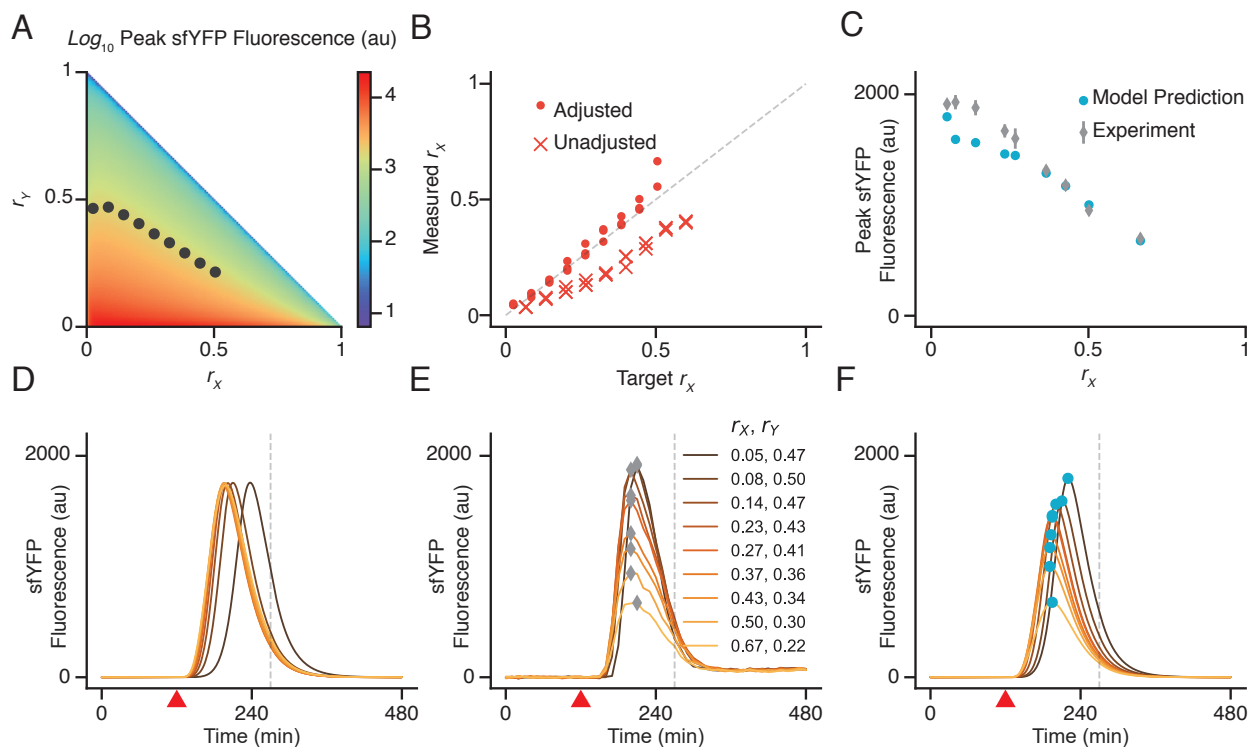 A
Log10 Peak sfYFP Fluorescence (au)
1
0.5
0
rY
0
0.5
1
rX
4
3
2
1
B
1
0.5
0
Measured rX
Adjusted
Unadjusted
0
0.5
1
Target rX
C
2000
0
Peak sfYFP
Fluorescence (au)
Model Prediction
Experiment
0
0.5
1
rX
D
2000
0
sfYFP
Fluorescence (au)
0
240
480
Time (min)
E
2000
0
sfYFP
Fluorescence (au)
rX, rY
0.05, 0.47
0.08, 0.50
0.14, 0.47
0.23, 0.43
0.27, 0.41
0.37, 0.36
0.43, 0.34
0.50, 0.30
0.67, 0.22
0
240
480
Time (min)
F
2000
0
sfYFP
Fluorescence (au)
0
240
480
Time (min)